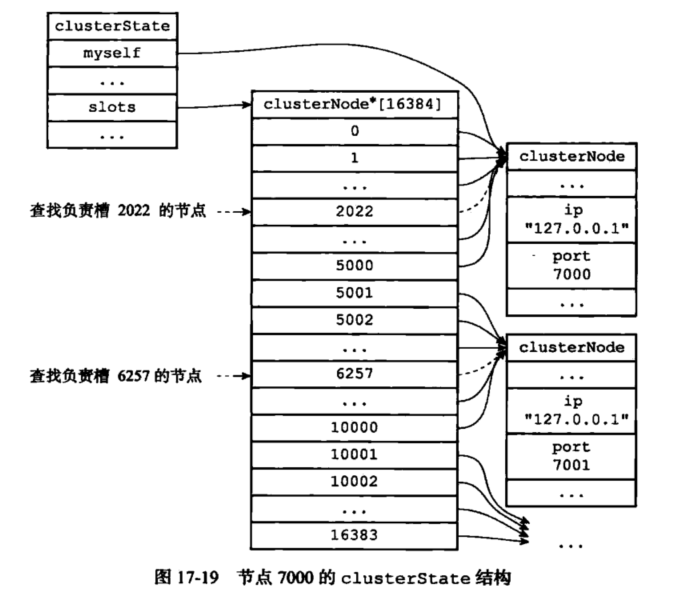 clusterState
myself
...
slots
...
clusterNode*[16384]
0
1
...
2022
...
5000
5001
5002
...
6257
...
10000
10001
10002
...
16383
查找负责槽 2022 的节点
查找负责槽 6257 的节点
clusterNode
...
ip
"127.0.0.1"
port
7000
...
clusterNode
...
ip
"127.0.0.1"
port
7001
...
...
图 17-19 节点 7000 的 clusterState 结构